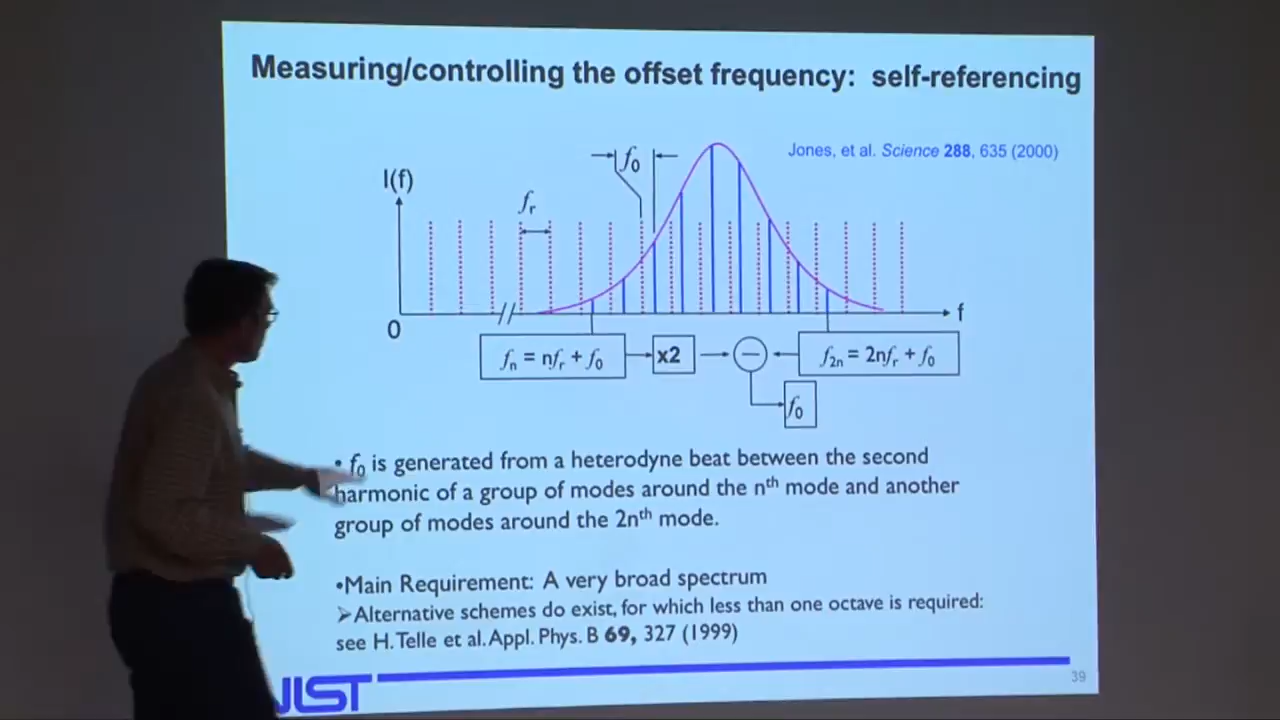 Measuring/controlling the offset frequency: self-referencing
Jones, et al. Science 288, 635 (2000)
I(f)
f₀
fᵣ
0
f
fₙ = nfᵣ + f₀
x2
−
f₂ₙ = 2nfᵣ + f₀
f₀
• f₀ is generated from a heterodyne beat between the second
harmonic of a group of modes around the nᵗʰ mode and another
group of modes around the 2nᵗʰ mode.
•Main Requirement: A very broad spectrum
➢Alternative schemes do exist, for which less than one octave is required:
see H. Telle et al. Appl. Phys. B 69, 327 (1999)
NIST
39